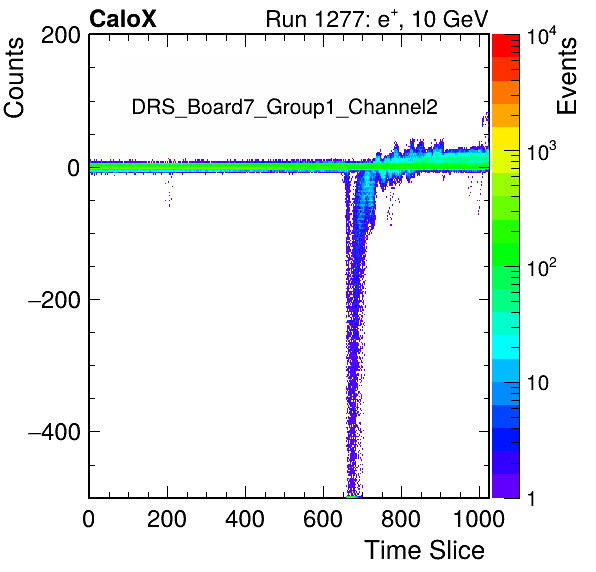 CaloX Run 1277: e⁺, 10 GeV
DRS_Board7_Group1_Channel2
Counts
200
0
−200
−400
0 200 400 600 800 1000
Time Slice
Events
10⁴
10³
10²
10
1